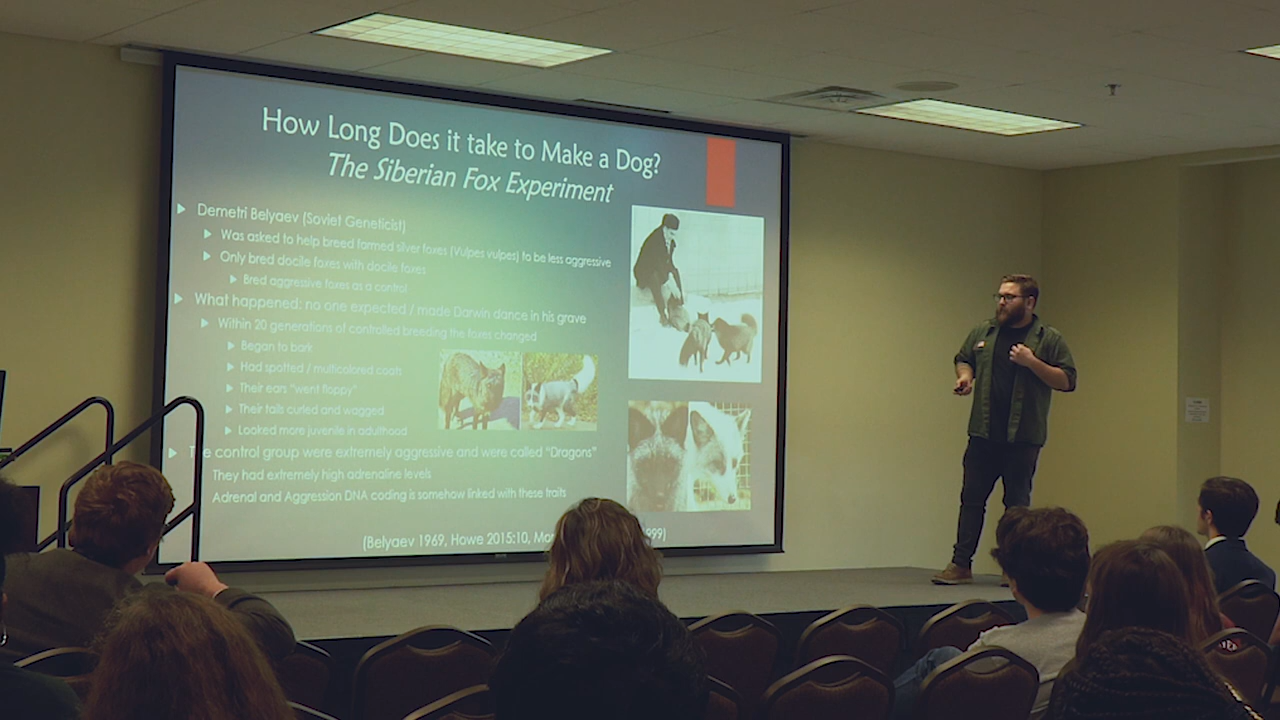 How Long Does it take to Make a Dog?
The Siberian Fox Experiment
Demetri Belyaev (Soviet Geneticist)
Was asked to help breed farmed silver foxes (Vulpes vulpes) to be less aggressive
Only bred docile foxes with docile foxes
Bred aggressive foxes as a control
What happened: no one expected / made Darwin dance in his grave
Within 20 generations of controlled breeding the foxes changed
Began to bark
Had spotted / multicolored coats
Their ears "went floppy"
Their tails curled and wagged
Looked more juvenile in adulthood
The control group were extremely aggressive and were called "Dragons"
They had extremely high adrenaline levels
Adrenal and Aggression DNA coding is somehow linked with these traits
(Belyaev 1969, Howe 2015:10, 999)